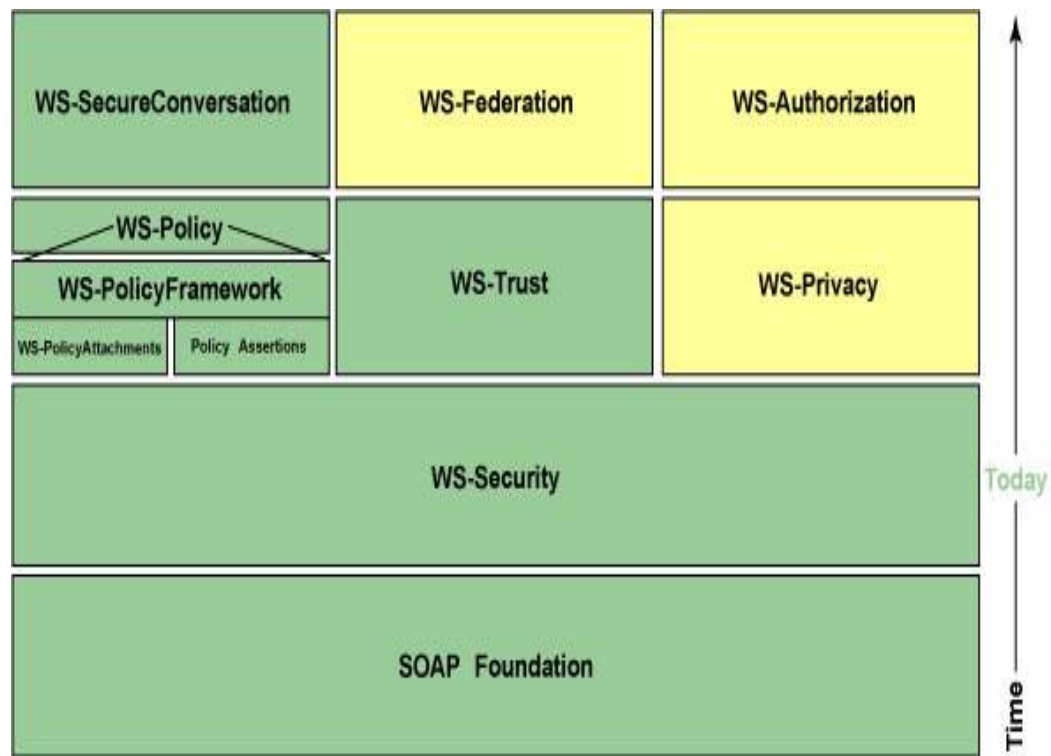 WS-SecureConversation
WS-Federation
WS-Authorization
WS-Policy
WS-PolicyFramework
WS-PolicyAttachments
Policy Assertions
WS-Trust
WS-Privacy
WS-Security
Today
SOAP Foundation
Time